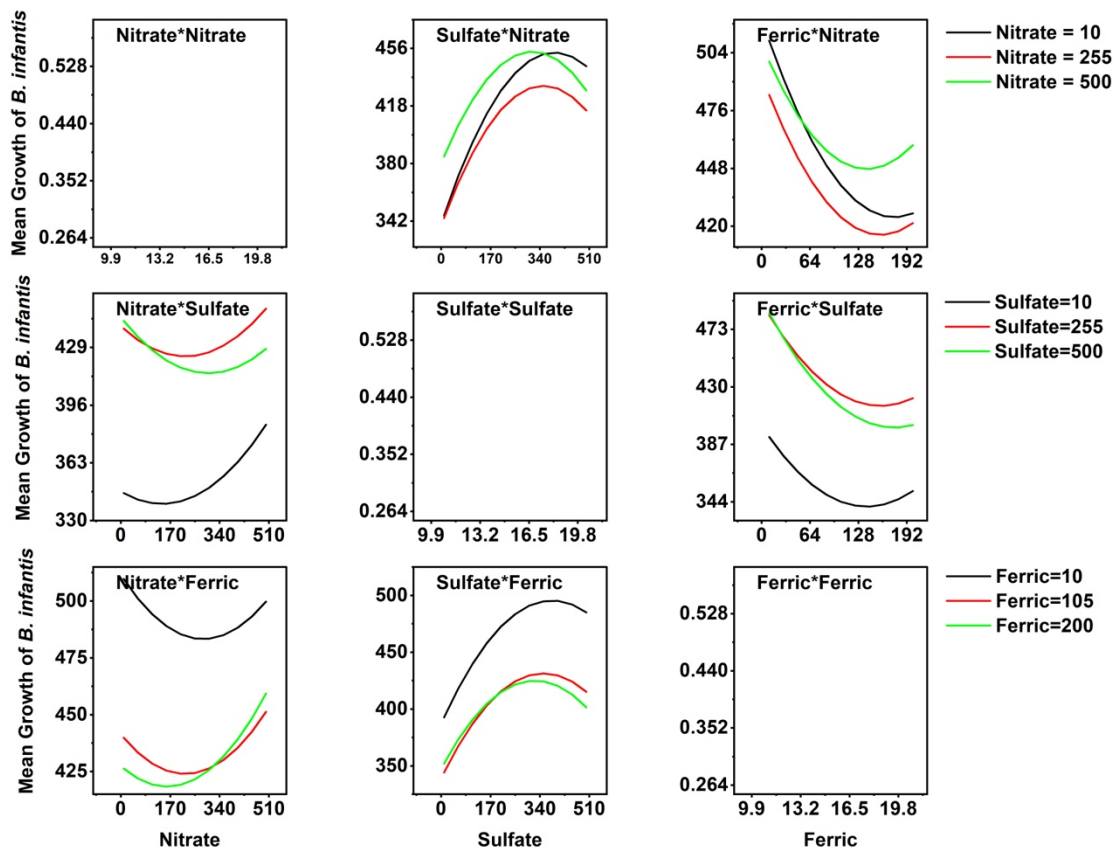 Nitrate*Nitrate
Sulfate*Nitrate
Ferric*Nitrate
Nitrate = 10
Nitrate = 255
Nitrate = 500
Mean Growth of B. infantis
0.528
0.440
0.352
0.264
9.9 13.2 16.5 19.8
456
418
380
342
0 170 340 510
504
476
448
420
0 64 128 192
Nitrate*Sulfate
Sulfate*Sulfate
Ferric*Sulfate
Sulfate=10
Sulfate=255
Sulfate=500
Mean Growth of B. infantis
429
396
363
330
0 170 340 510
0.528
0.440
0.352
0.264
9.9 13.2 16.5 19.8
473
430
387
344
0 64 128 192
Nitrate*Ferric
Sulfate*Ferric
Ferric*Ferric
Ferric=10
Ferric=105
Ferric=200
Mean Growth of B. infantis
500
475
450
425
0 170 340 510
Nitrate
500
450
400
350
0 170 340 510
Sulfate
0.528
0.440
0.352
0.264
9.9 13.2 16.5 19.8
Ferric